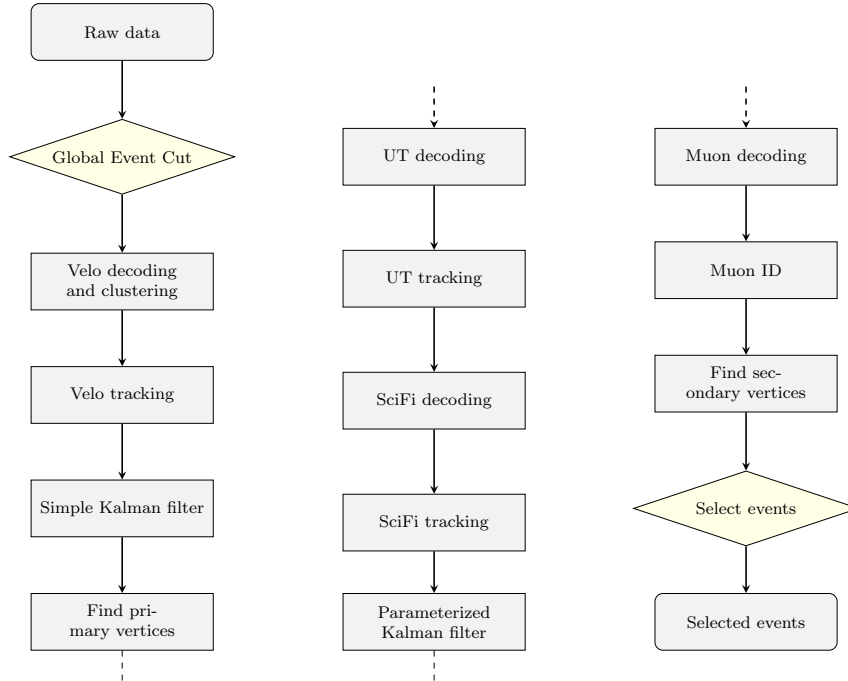 Raw data
Global Event Cut
Velo decoding
and clustering
Velo tracking
Simple Kalman filter
Find pri-
mary vertices
UT decoding
UT tracking
SciFi decoding
SciFi tracking
Parameterized
Kalman filter
Muon decoding
Muon ID
Find sec-
ondary vertices
Select events
Selected events